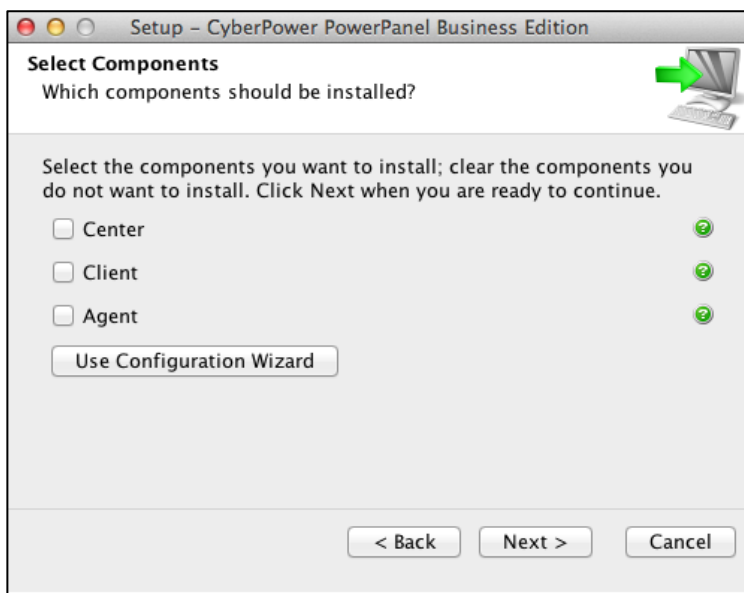 Setup – CyberPower PowerPanel Business Edition
Select Components
Which components should be installed?
Select the components you want to install; clear the components you
do not want to install. Click Next when you are ready to continue.
Center
?
Client
?
Agent
?
Use Configuration Wizard
< Back
Next >
Cancel